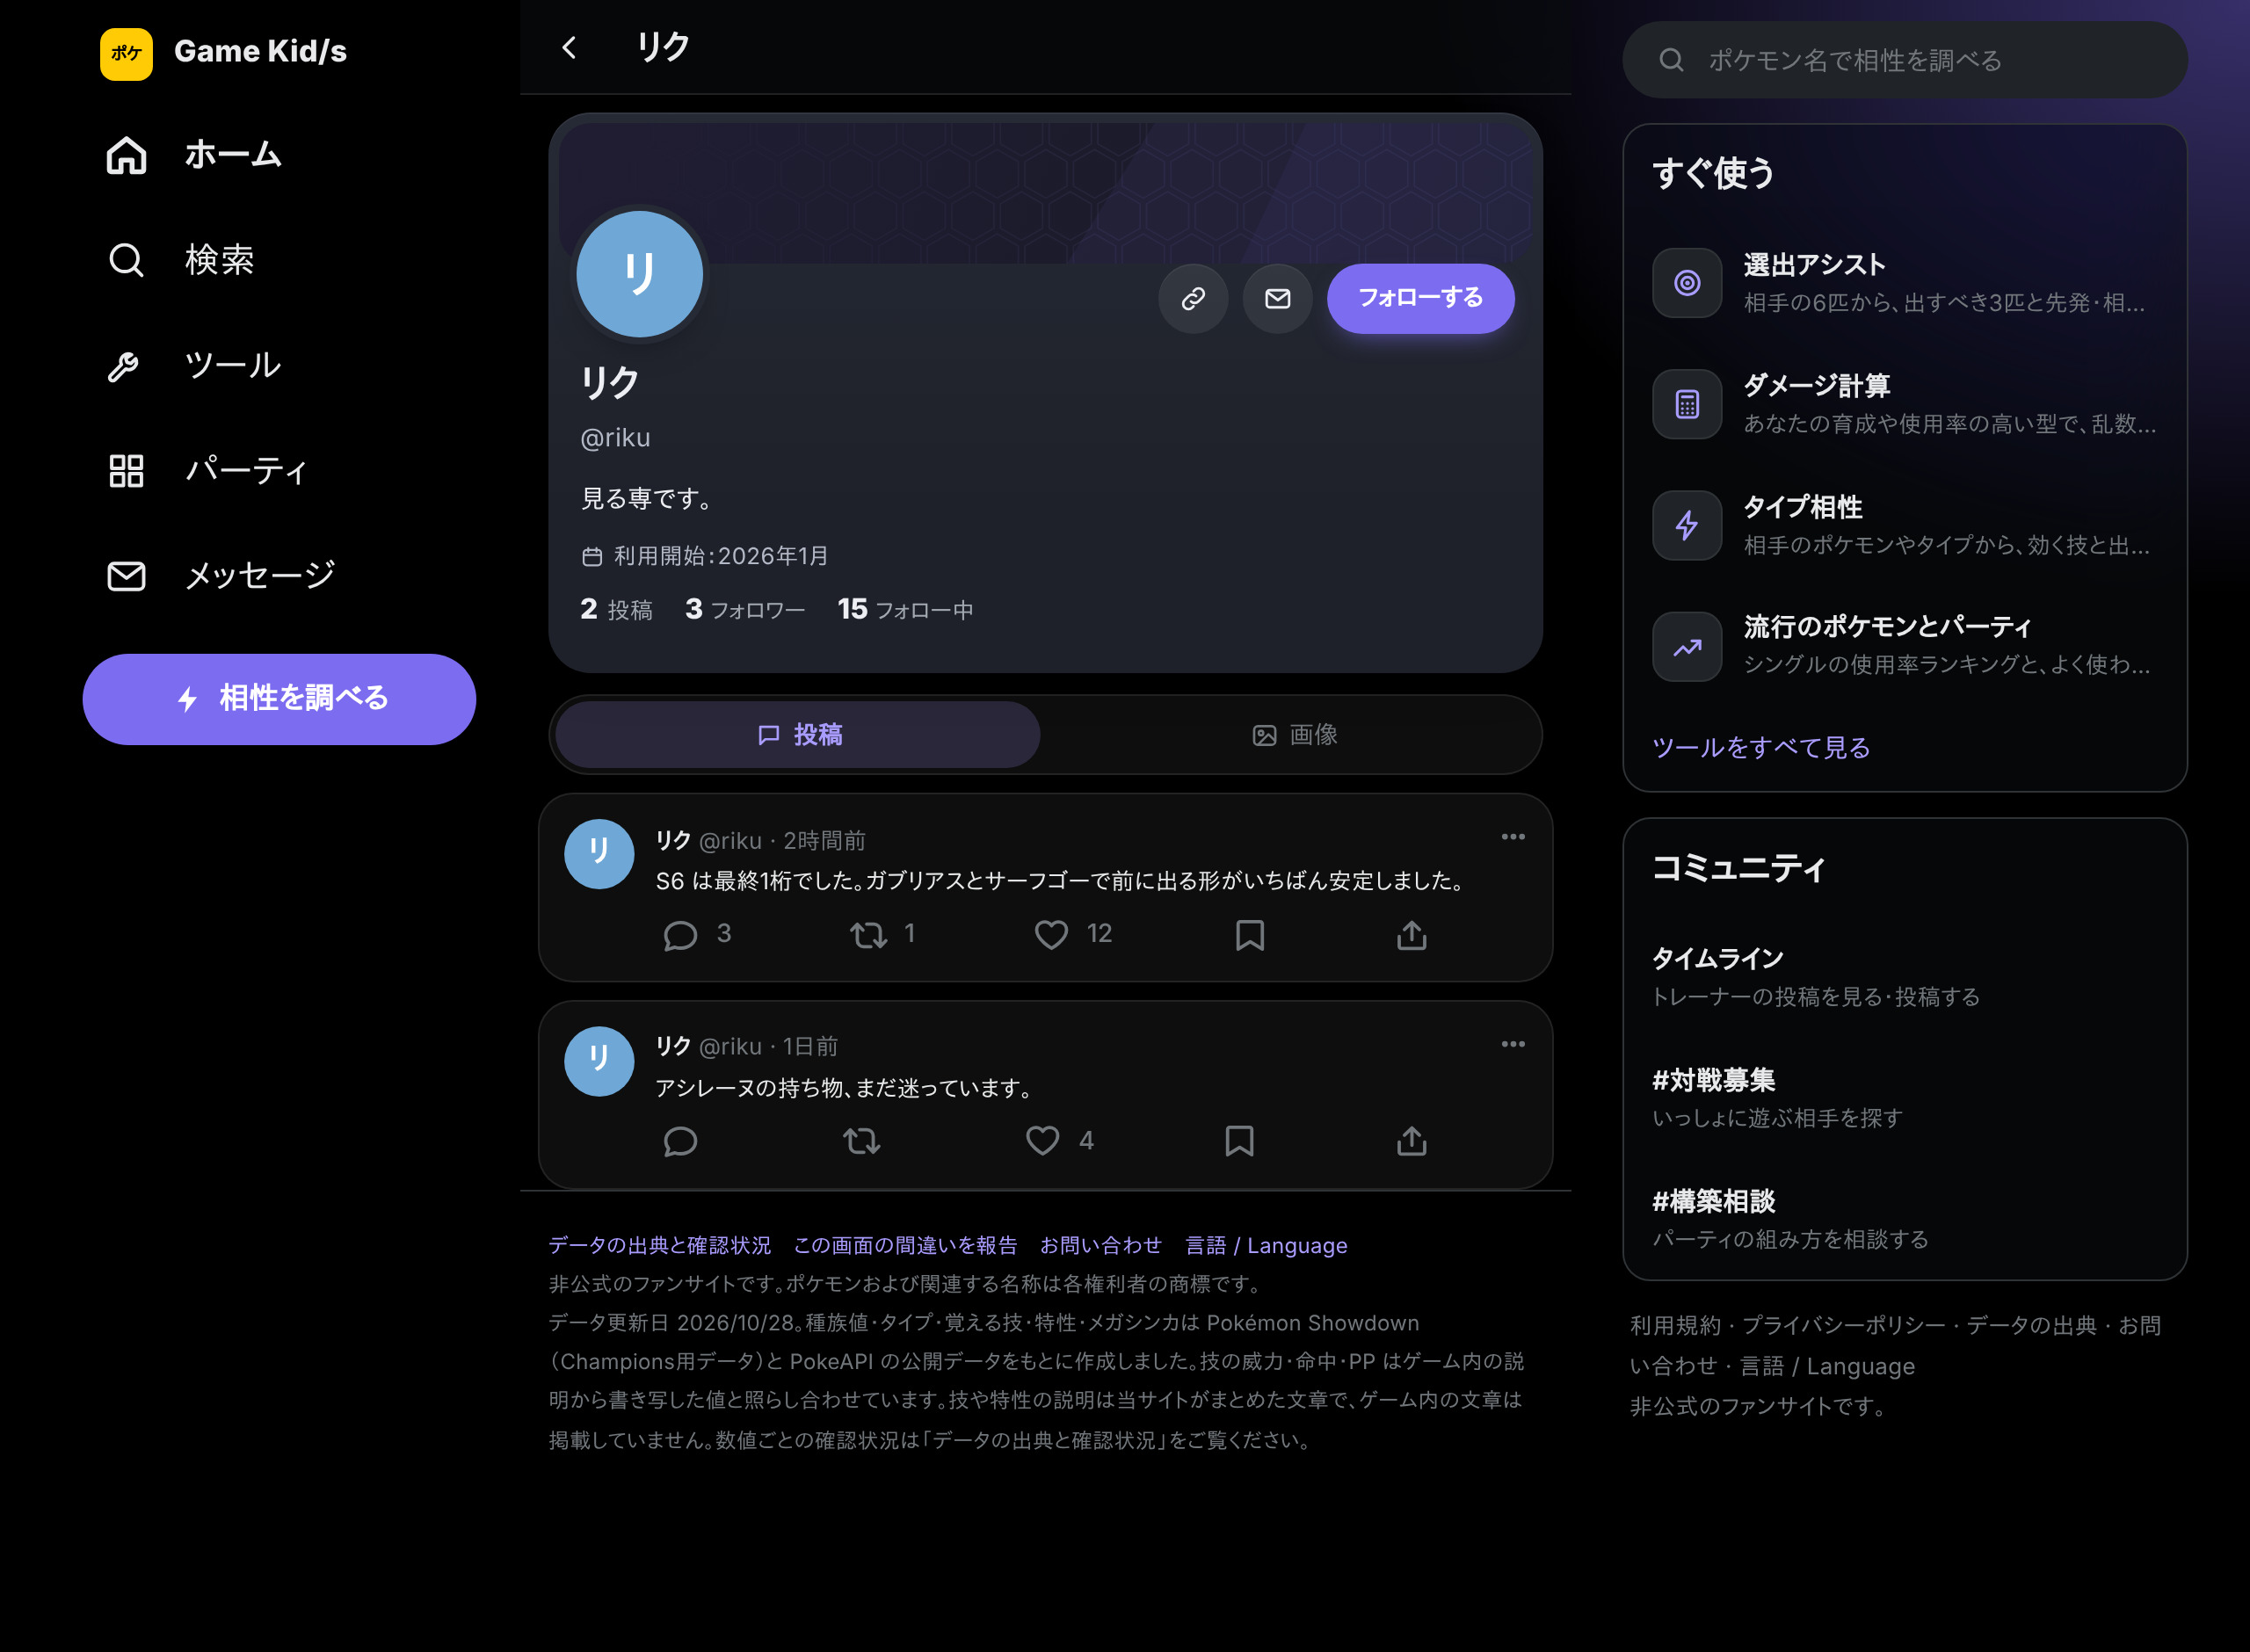 ポケ Game Kid/s
ホーム
検索
ツール
パーティ
メッセージ
相性を調べる
リク
リ
フォローする
リク
@riku
見る専です。
利用開始：2026年1月
2 投稿 3 フォロワー 15 フォロー中
投稿 画像
リ
リク @riku · 2時間前
S6 は最終1桁でした。ガブリアスとサーフゴーで前に出る形がいちばん安定しました。
3 1 12
リ
リク @riku · 1日前
アシレーヌの持ち物、まだ迷っています。
4
データの出典と確認状況 この画面の間違いを報告 お問い合わせ 言語 / Language
非公式のファンサイトです。ポケモンおよび関連する名称は各権利者の商標です。
データ更新日 2026/10/28。種族値・タイプ・覚える技・特性・メガシンカは Pokémon Showdown
（Champions用データ）と PokeAPI の公開データをもとに作成しました。技の威力・命中・PP はゲーム内の説
明から書き写した値と照らし合わせています。技や特性の説明は当サイトがまとめた文章で、ゲーム内の文章は
掲載していません。数値ごとの確認状況は「データの出典と確認状況」をご覧ください。
ポケモン名で相性を調べる
すぐ使う
選出アシスト
相手の6匹から、出すべき3匹と先発・相...
ダメージ計算
あなたの育成や使用率の高い型で、乱数...
タイプ相性
相手のポケモンやタイプから、効く技と出...
流行のポケモンとパーティ
シングルの使用率ランキングと、よく使わ...
ツールをすべて見る
コミュニティ
タイムライン
トレーナーの投稿を見る・投稿する
#対戦募集
いっしょに遊ぶ相手を探す
#構築相談
パーティの組み方を相談する
利用規約 · プライバシーポリシー · データの出典 · お問
い合わせ · 言語 / Language
非公式のファンサイトです。